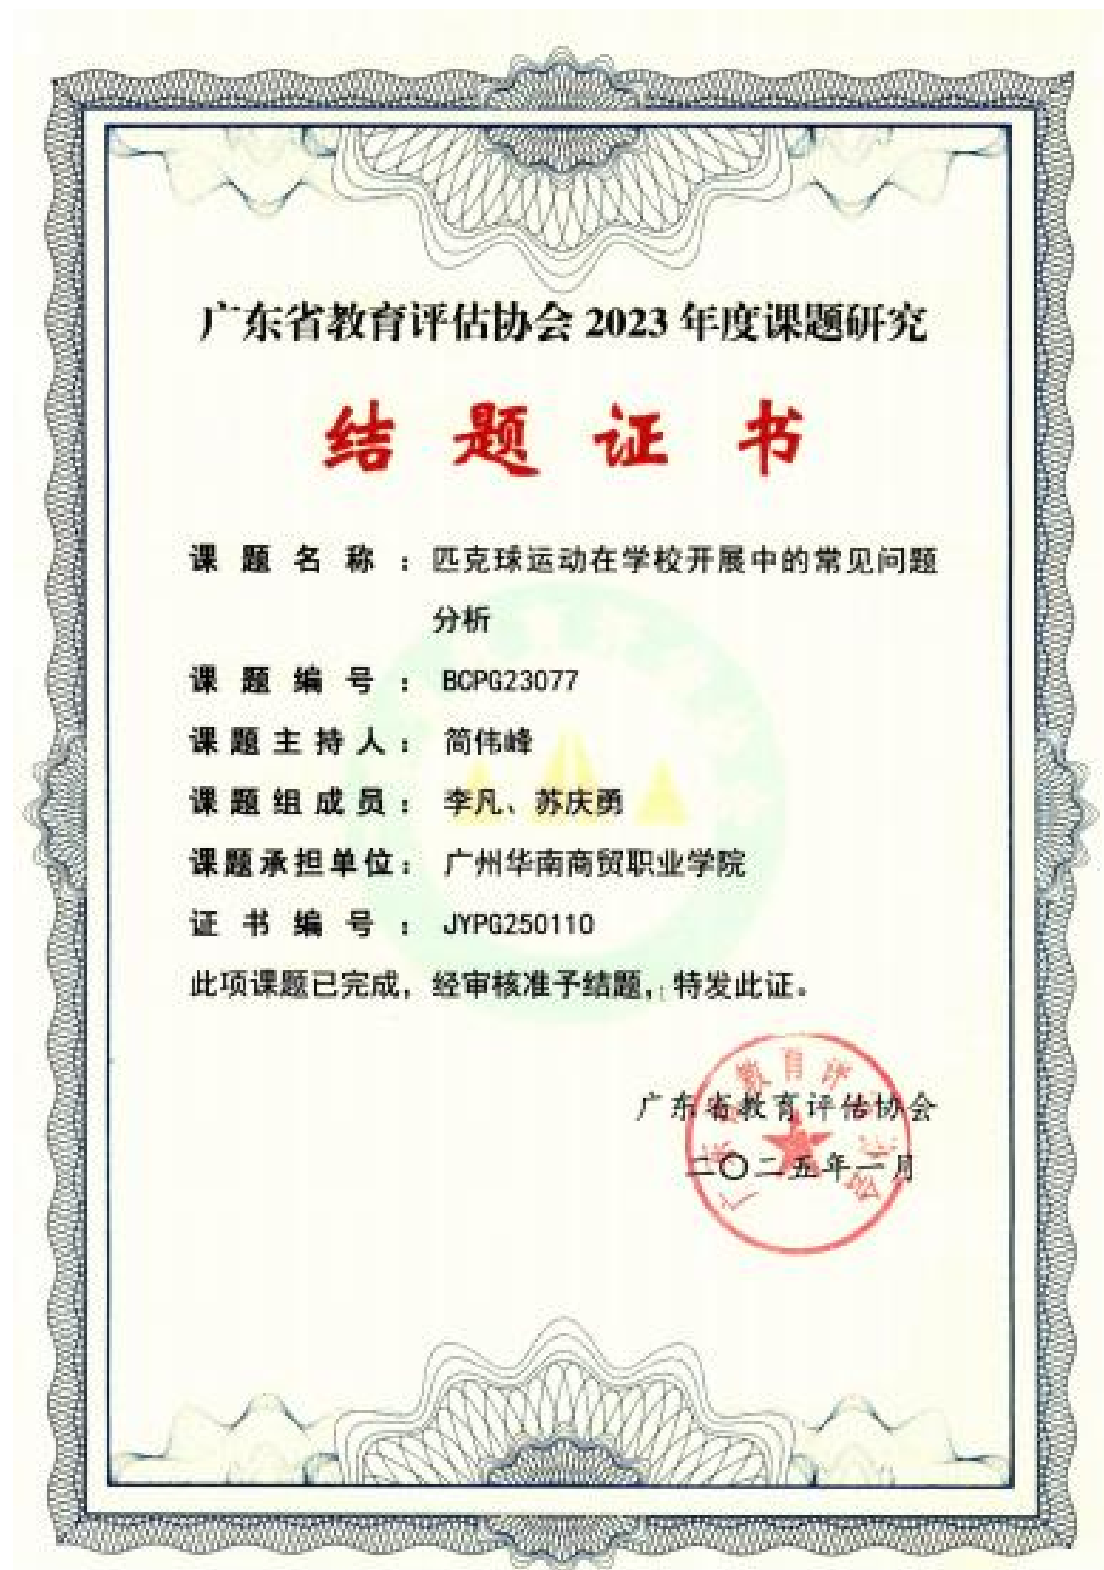 广东省教育评估协会 2023 年度课题研究
结题证书
课题名称：匹克球运动在学校开展中的常见问题
分析
课题编号：BCPG23077
课题主持人：简伟峰
课题组成员：李凡、苏庆勇
课题承担单位：广州华南商贸职业学院
证书编号：JYPG250110
此项课题已完成，经审核准予结题，特发此证。
广东省教育评估协会
二〇二五年一月